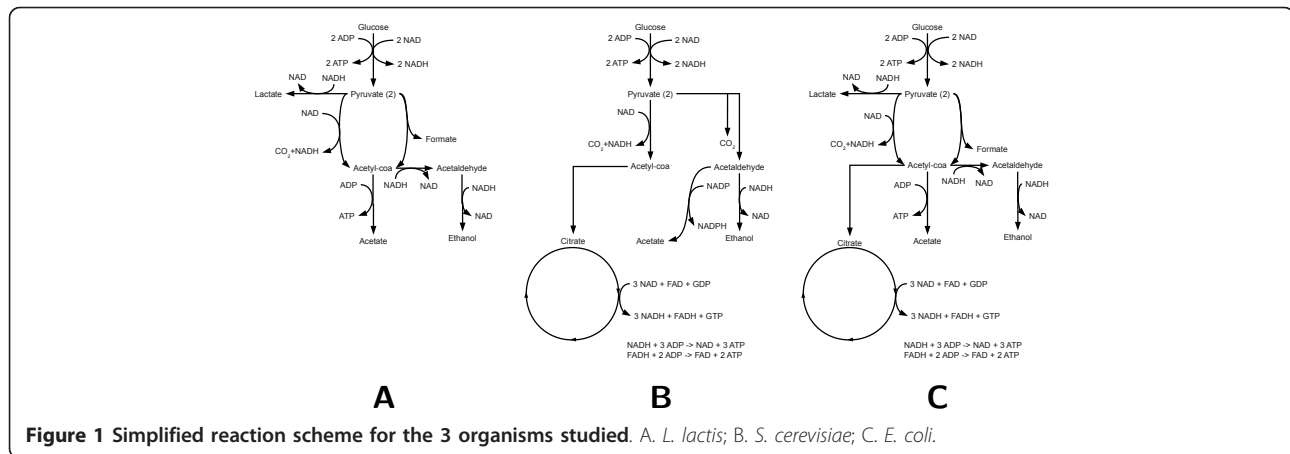 Glucose
2 ADP
2 NAD
2 ATP
2 NADH
NAD
NADH
Lactate
Pyruvate (2)
NAD
CO2+NADH
Formate
Acetyl-coa
Acetaldehyde
ADP
NADH
NAD
NADH
ATP
NAD
Acetate
Ethanol
A
Glucose
2 ADP
2 NAD
2 ATP
2 NADH
Pyruvate (2)
NAD
CO2+NADH
CO2
Acetyl-coa
Acetaldehyde
NADP
NADH
NADPH
NAD
Citrate
Acetate
Ethanol
3 NAD + FAD + GDP
3 NADH + FADH + GTP
NADH + 3 ADP -> NAD + 3 ATP
FADH + 2 ADP -> FAD + 2 ATP
B
Glucose
2 ADP
2 NAD
2 ATP
2 NADH
NAD
NADH
Lactate
Pyruvate (2)
NAD
CO2+NADH
Formate
Acetyl-coa
Acetaldehyde
ADP
NADH
NAD
NADH
ATP
NAD
Citrate
Acetate
Ethanol
3 NAD + FAD + GDP
3 NADH + FADH + GTP
NADH + 3 ADP -> NAD + 3 ATP
FADH + 2 ADP -> FAD + 2 ATP
C
Figure 1 Simplified reaction scheme for the 3 organisms studied. A. L. lactis; B. S. cerevisiae; C. E. coli.